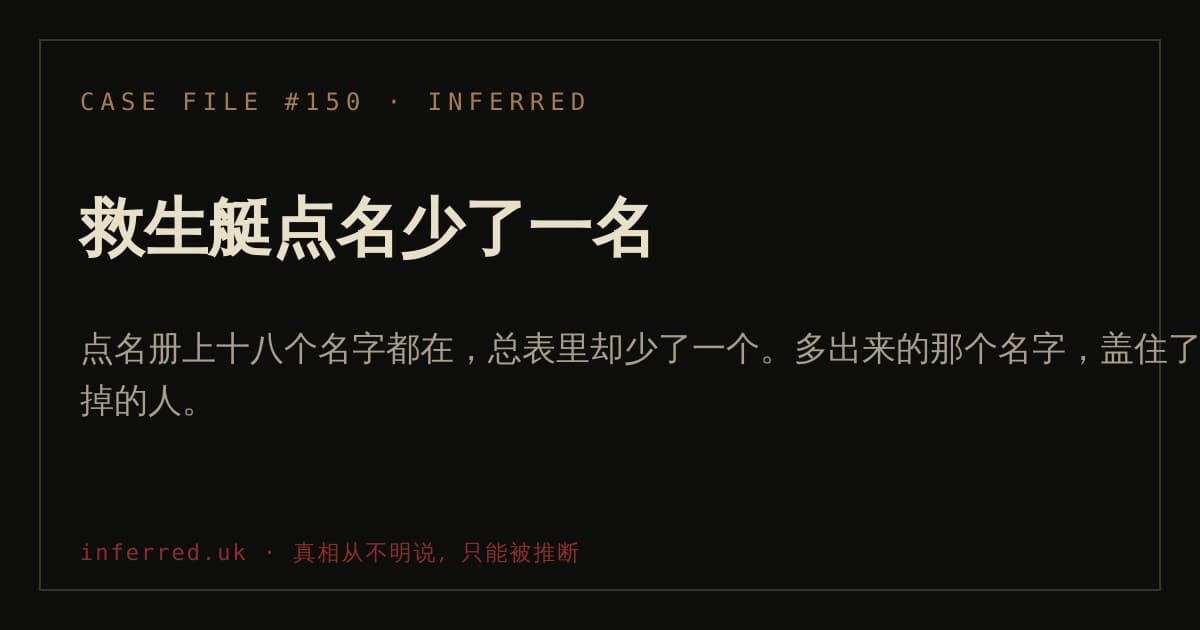 CASE FILE #150 · INFERRED
救生艇点名少了一名
点名册上十八个名字都在，总表里却少了一个。多出来的那个名字，盖住了
掉的人。
inferred.uk · 真相从不明说，只能被推断